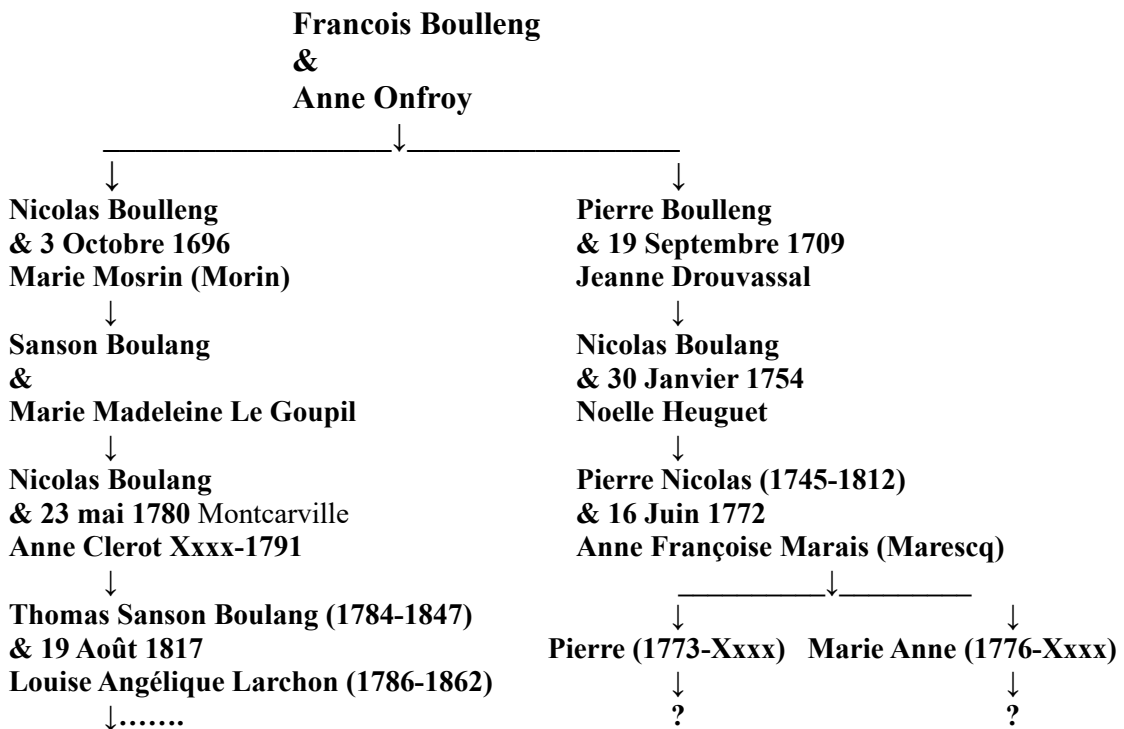 Francois Boulleng
&
Anne Onfroy
↓
↓ ↓
Nicolas Boulleng Pierre Boulleng
& 3 Octobre 1696 & 19 Septembre 1709
Marie Mosrin (Morin) Jeanne Drouvassal
↓ ↓
Sanson Boulang Nicolas Boulang
& & 30 Janvier 1754
Marie Madeleine Le Goupil Noelle Heuguet
↓ ↓
Nicolas Boulang Pierre Nicolas (1745-1812)
& 23 mai 1780 Montcarville & 16 Juin 1772
Anne Clerot Xxxx-1791 Anne Françoise Marais (Marescq)
↓ ↓
Thomas Sanson Boulang (1784-1847) ↓ ↓
& 19 Août 1817 Pierre (1773-Xxxx) Marie Anne (1776-Xxxx)
Louise Angélique Larchon (1786-1862) ↓ ↓
↓……. ? ?